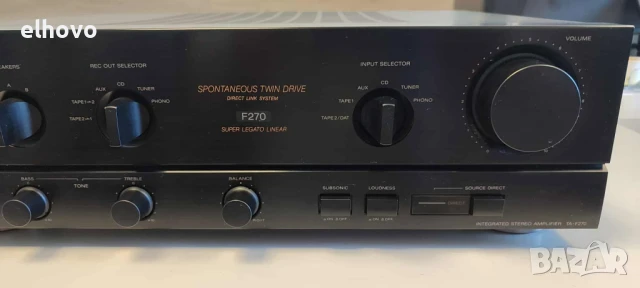 elhovo
VOLUME
REC OUT SELECTOR
INPUT SELECTOR
CD
AUX
TUNER
PHONO
TAPE1
SPONTANEOUS TWIN DRIVE
DIRECT LINK SYSTEM
F270
SUPER LEGATO LINEAR
CD
AUX
TUNER
PHONO
TAPE1
TAPE2/DAT
BASS
TONE
TREBLE
BALANCE
SUBSONIC
LOUDNESS
SOURCE DIRECT
INTEGRATED STEREO AMPLIFIER
BAZAR